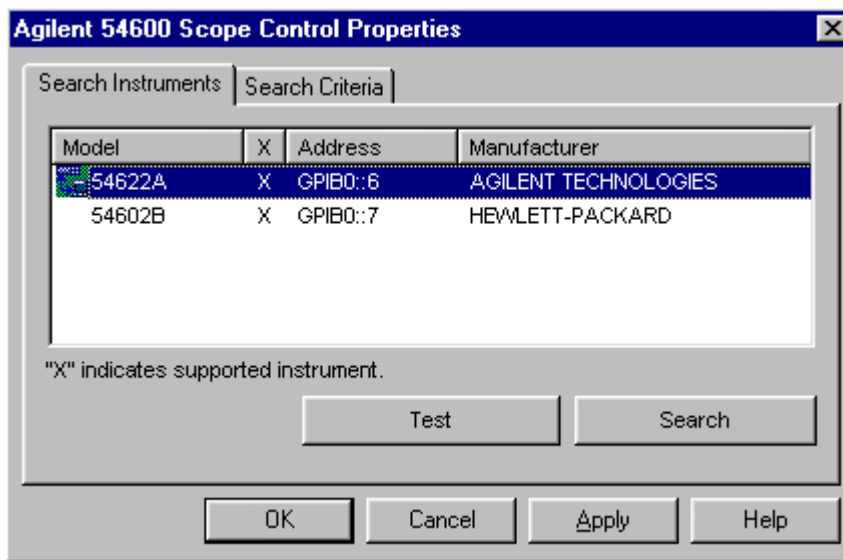 Agilent 54600 Scope Control Properties
Search Instruments Search Criteria
Model X Address Manufacturer
54622A X GPIB0::6 AGILENT TECHNOLOGIES
54602B X GPIB0::7 HEWLETT-PACKARD
"X" indicates supported instrument.
Test Search
OK Cancel Apply Help